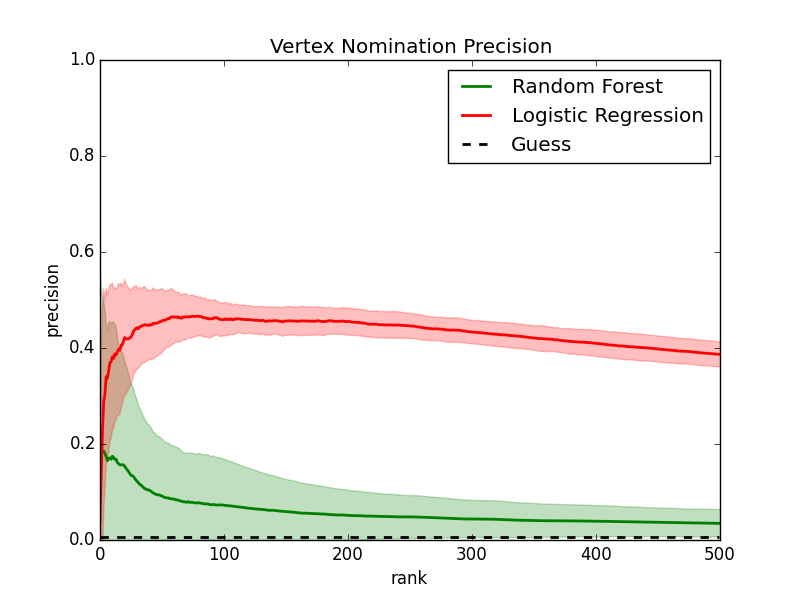 Vertex Nomination Precision
1.0
0.8
0.6
0.4
0.2
0.0
precision
Random Forest
Logistic Regression
Guess
0 100 200 300 400 500
rank